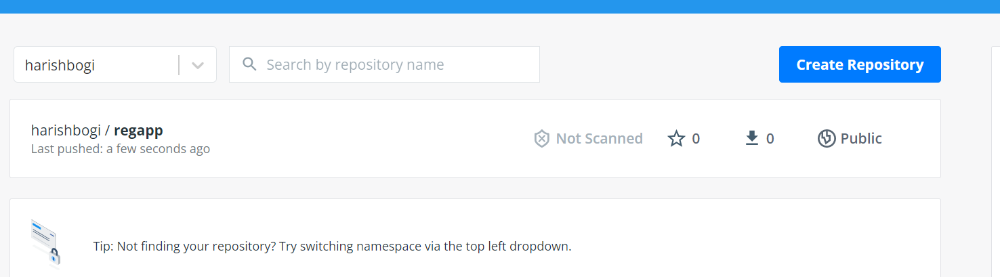 harishbogi
Search by repository name
Create Repository
harishbogi / regapp
Last pushed: a few seconds ago
Not Scanned
0
0
Public
Tip: Not finding your repository? Try switching namespace via the top left dropdown.